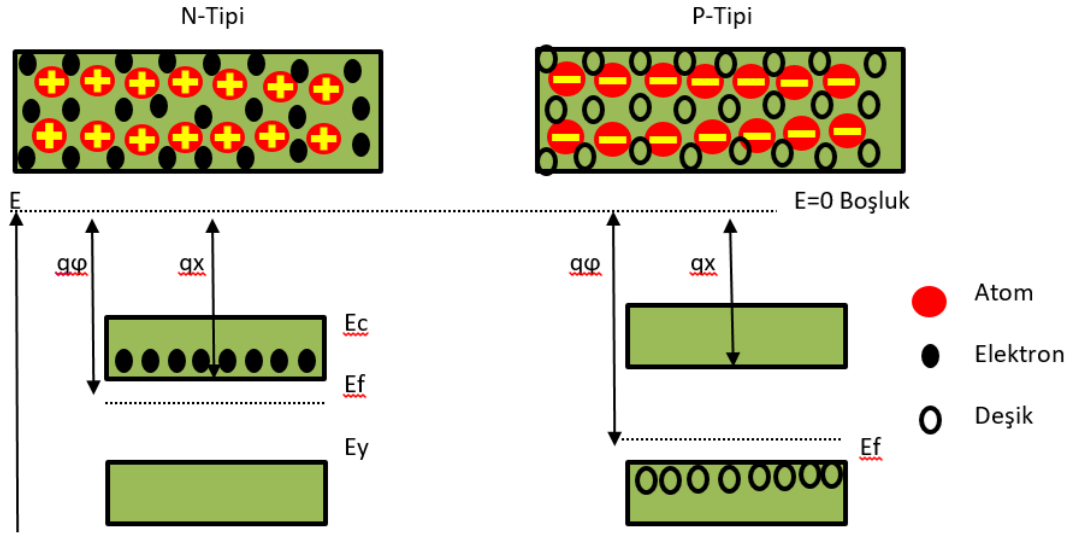 N-Tipi
P-Tipi
E
E=0 Boşluk
qφ
qx
qφ
qx
Ec
Ef
Ey
Ef
Atom
Elektron
Deşik